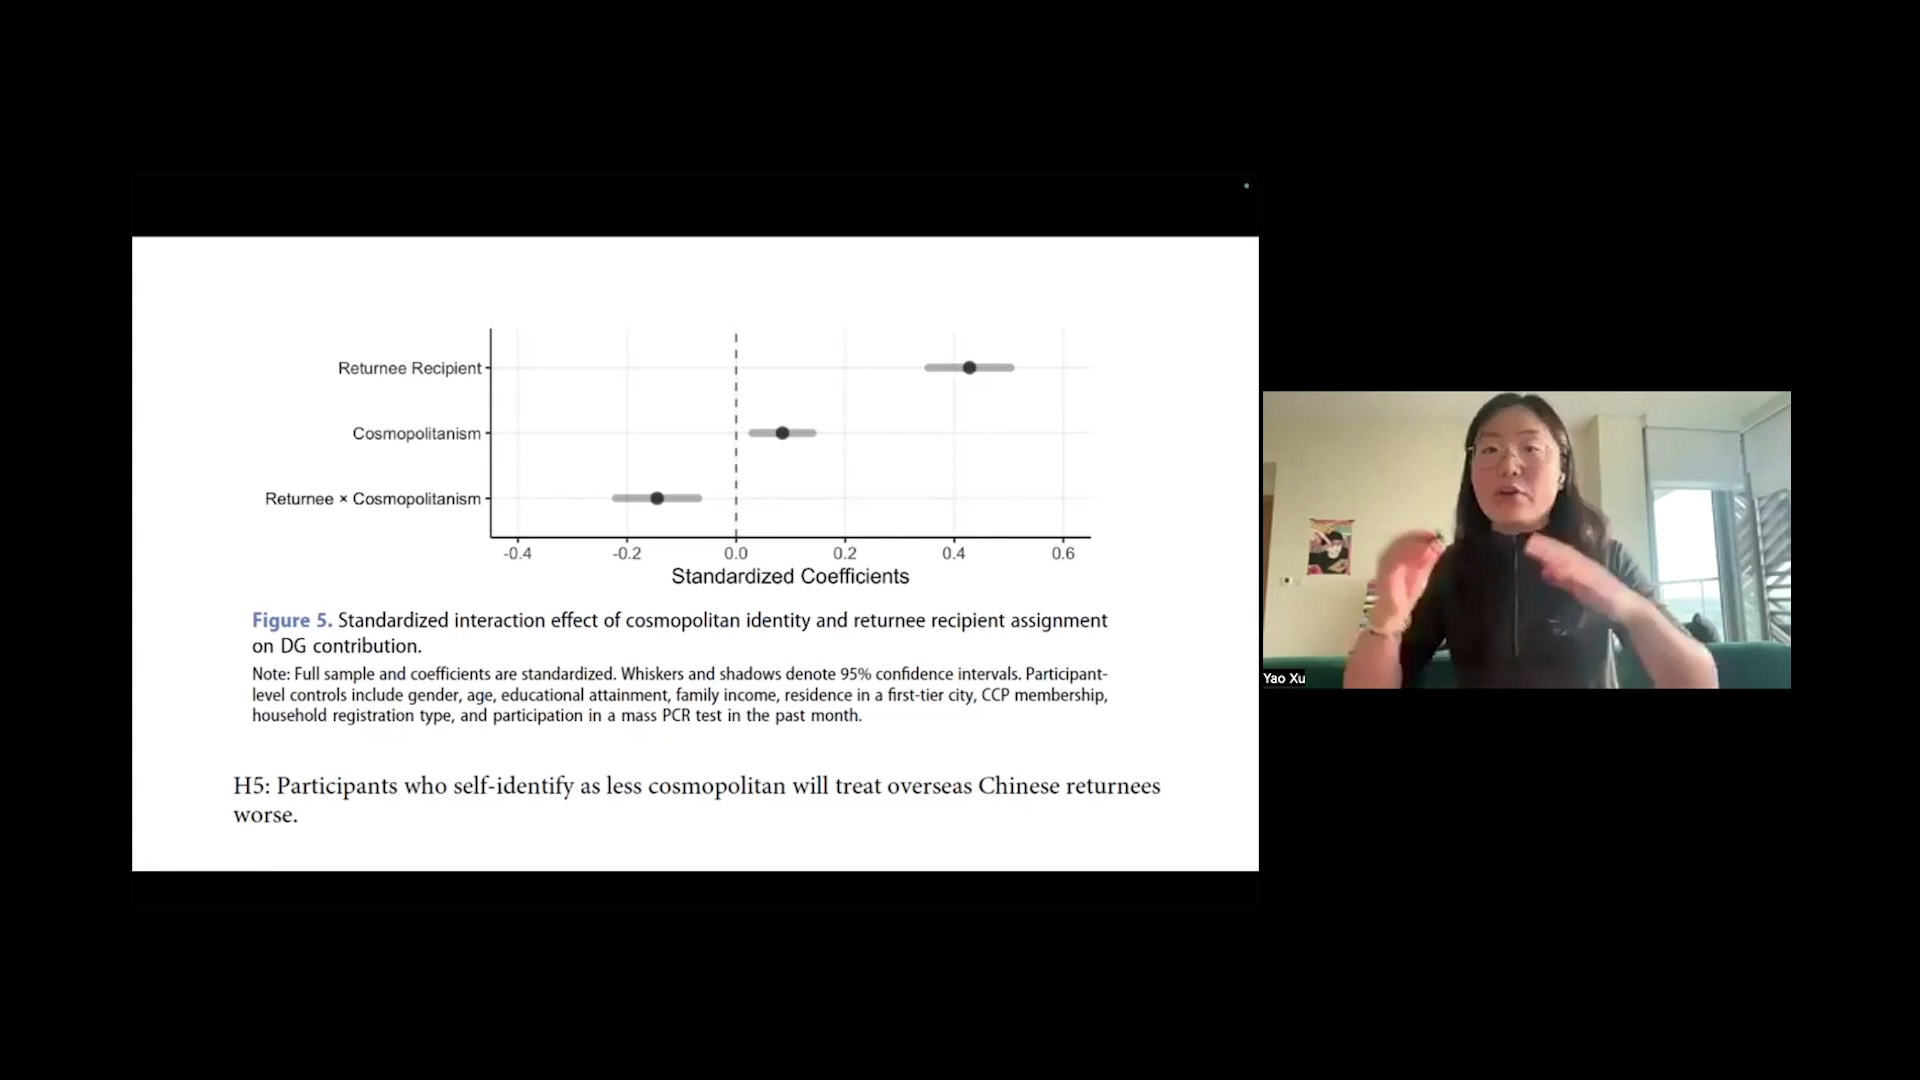 Returnee Recipient
Cosmopolitanism
Returnee × Cosmopolitanism
-0.4 -0.2 0.0 0.2 0.4 0.6
Standardized Coefficients
Figure 5. Standardized interaction effect of cosmopolitan identity and returnee recipient assignment
on DG contribution.
Note: Full sample and coefficients are standardized. Whiskers and shadows denote 95% confidence intervals. Participant-
level controls include gender, age, educational attainment, family income, residence in a first-tier city, CCP membership,
household registration type, and participation in a mass PCR test in the past month.
H5: Participants who self-identify as less cosmopolitan will treat overseas Chinese returnees
worse.
Yao Xu